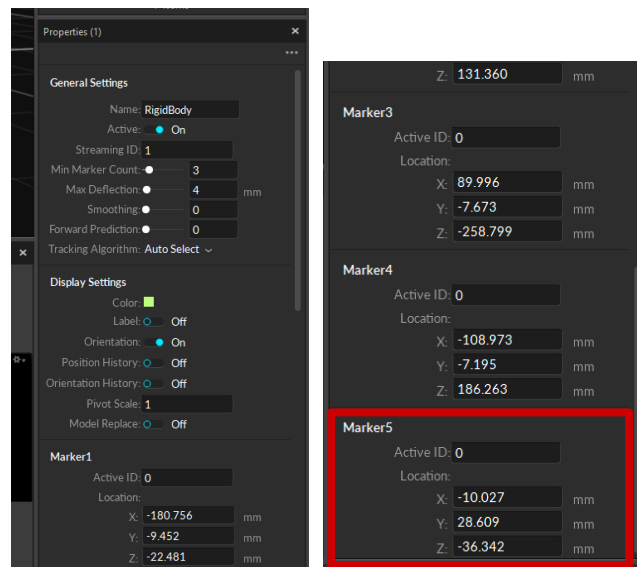 Properties (1)
×
General Settings
Name: RigidBody
Active: On
Streaming ID: 1
Min Marker Count: 3
Max Deflection: 4 mm
Smoothing: 0
Forward Prediction: 0
Tracking Algorithm: Auto Select
×
Display Settings
Color:
Label: Off
Orientation: On
Position History: Off
Orientation History: Off
Pivot Scale: 1
Model Replace: Off
Marker1
Active ID: 0
Location:
X: -180.756 mm
Y: -9.452 mm
Z: -22.481 mm
Z: 131.360 mm
Marker3
Active ID: 0
Location:
X: 89.996 mm
Y: -7.673 mm
Z: -258.799 mm
Marker4
Active ID: 0
Location:
X: -108.973 mm
Y: -7.195 mm
Z: 186.263 mm
Marker5
Active ID: 0
Location:
X: -10.027 mm
Y: 28.609 mm
Z: -36.342 mm